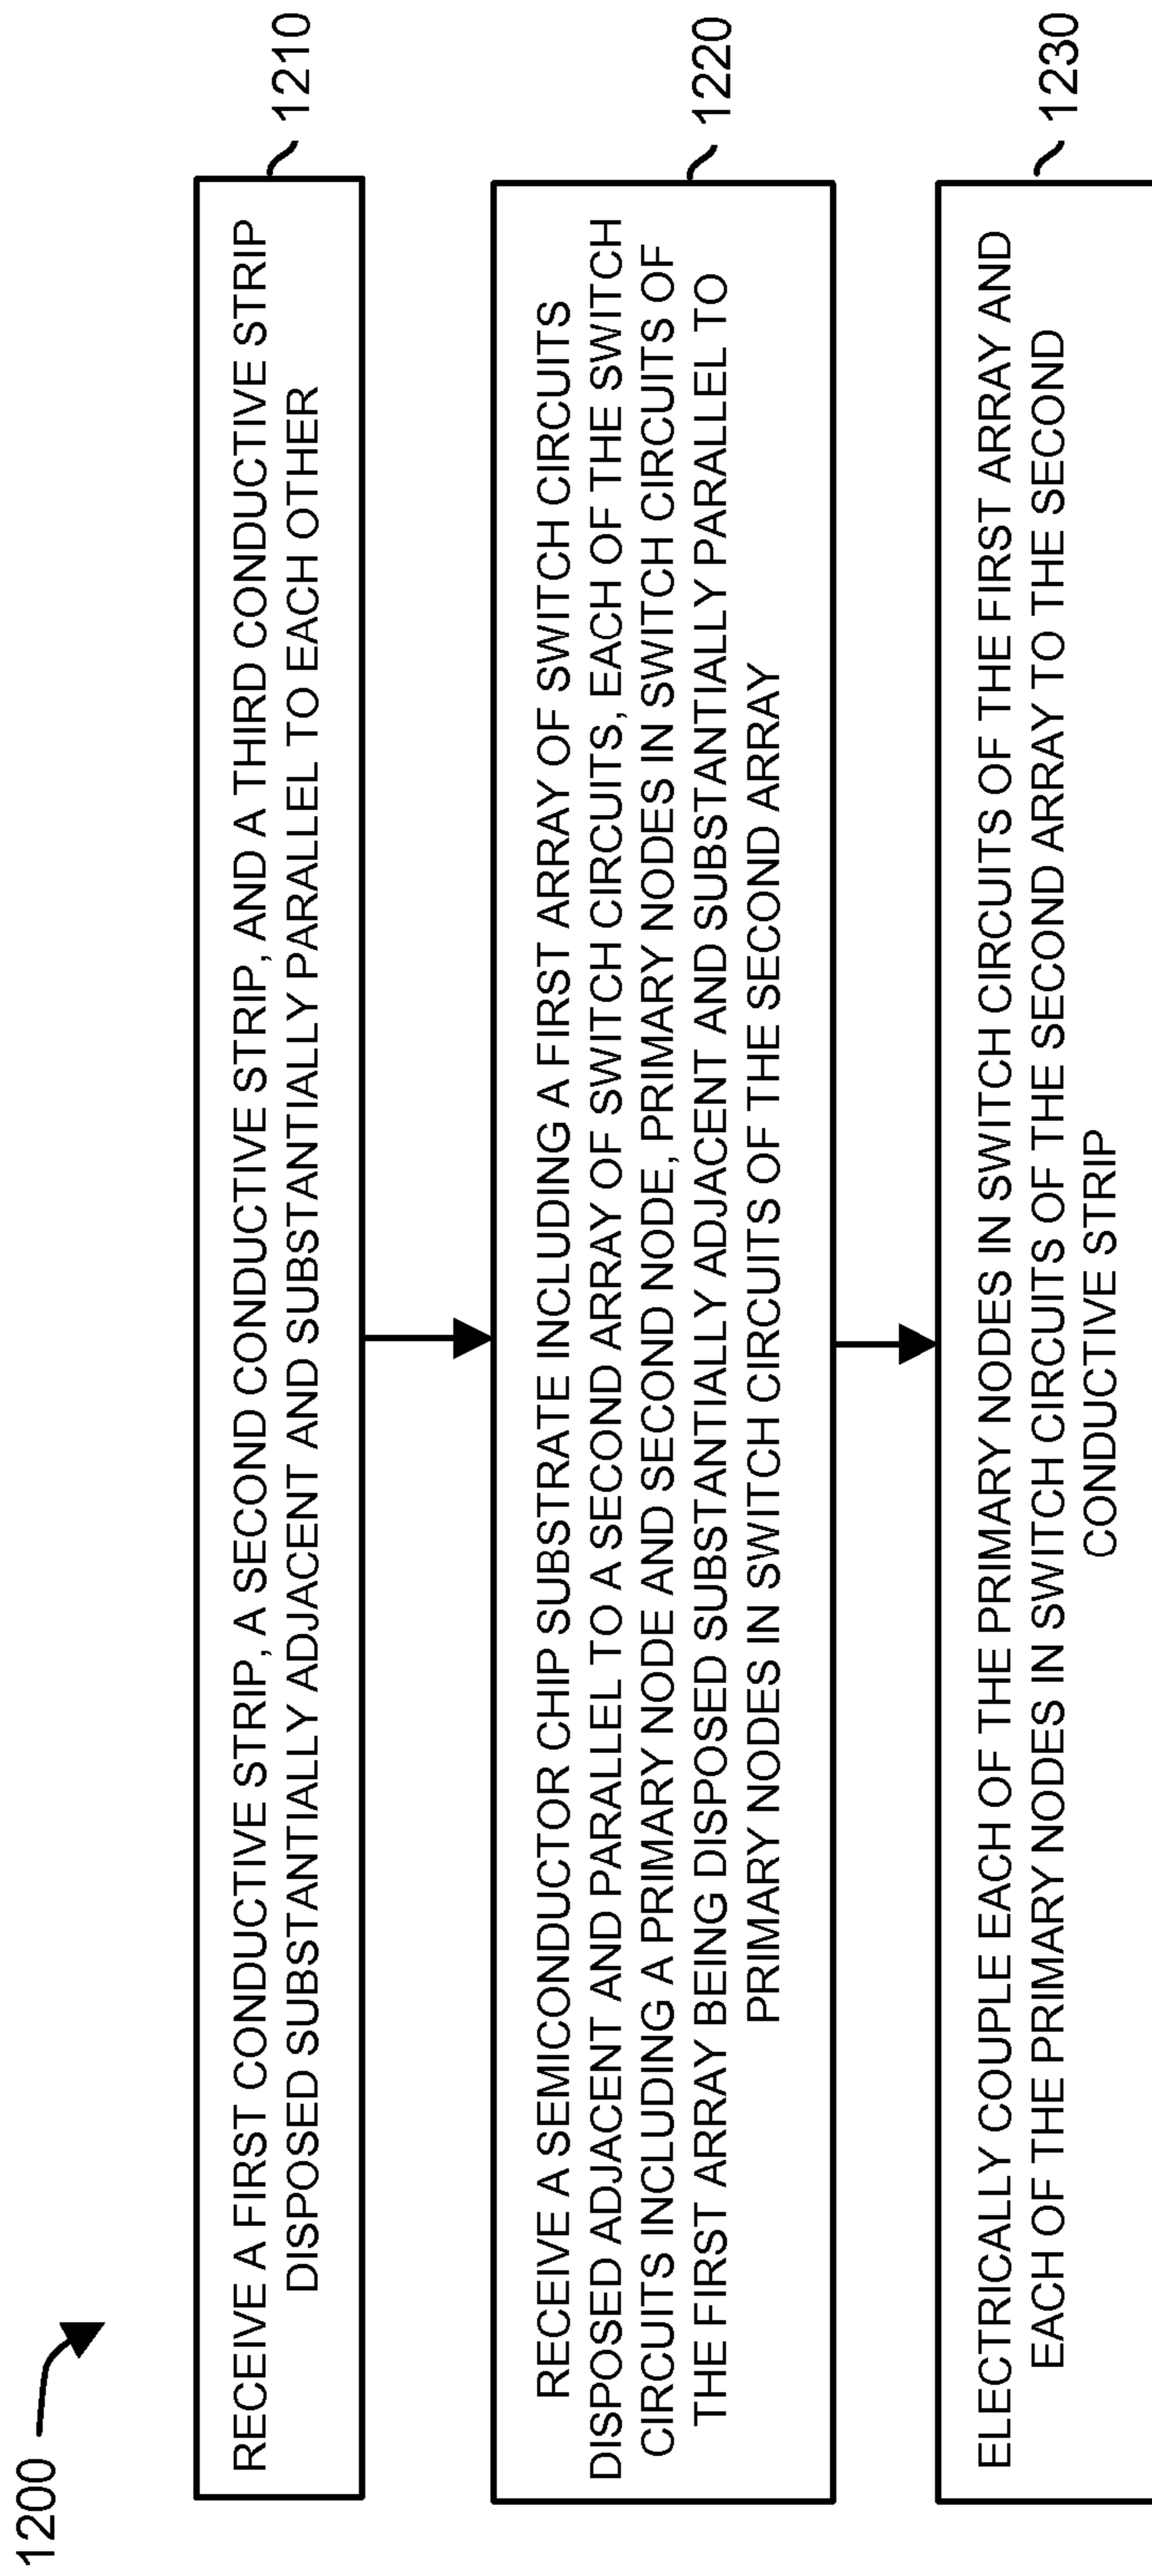 1200
RECEIVE A FIRST CONDUCTIVE STRIP, A SECOND CONDUCTIVE STRIP, AND A THIRD CONDUCTIVE STRIP
DISPOSED SUBSTANTIALLY ADJACENT AND SUBSTANTIALLY PARALLEL TO EACH OTHER
1210
RECEIVE A SEMICONDUCTOR CHIP SUBSTRATE INCLUDING A FIRST ARRAY OF SWITCH CIRCUITS
DISPOSED ADJACENT AND PARALLEL TO A SECOND ARRAY OF SWITCH CIRCUITS, EACH OF THE SWITCH
CIRCUITS INCLUDING A PRIMARY NODE AND SECOND NODE, PRIMARY NODES IN SWITCH CIRCUITS OF
THE FIRST ARRAY BEING DISPOSED SUBSTANTIALLY ADJACENT AND SUBSTANTIALLY PARALLEL TO
PRIMARY NODES IN SWITCH CIRCUITS OF THE SECOND ARRAY
1220
ELECTRICALLY COUPLE EACH OF THE PRIMARY NODES IN SWITCH CIRCUITS OF THE FIRST ARRAY AND
EACH OF THE PRIMARY NODES IN SWITCH CIRCUITS OF THE SECOND ARRAY TO THE SECOND
CONDUCTIVE STRIP
1230